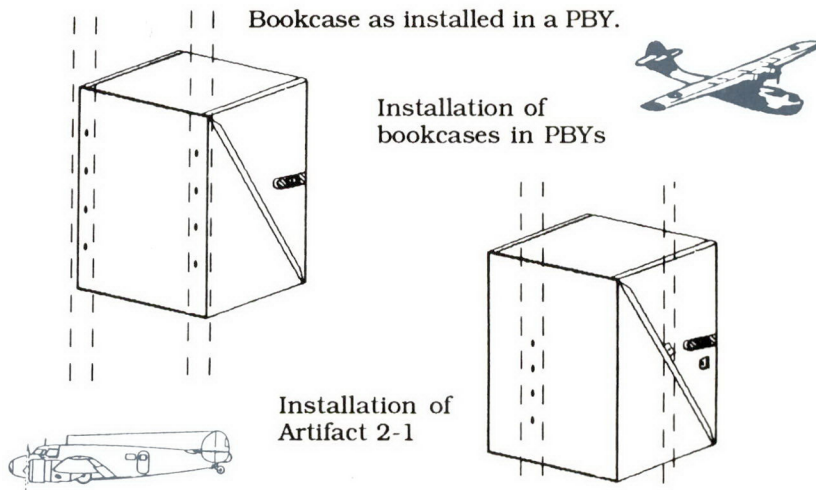 Bookcase as installed in a PBY.
Installation of
bookcases in PBYs
Installation of
Artifact 2-1